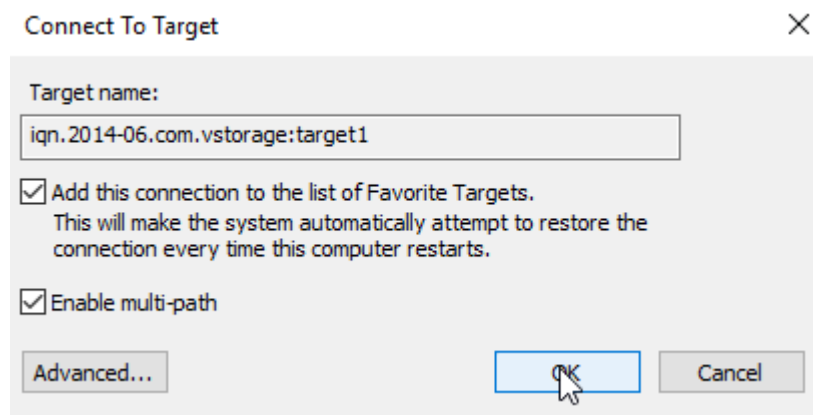 Connect To Target
Target name:
iqn.2014-06.com.vstorage:target1
Add this connection to the list of Favorite Targets.
This will make the system automatically attempt to restore the
connection every time this computer restarts.
Enable multi-path
Advanced...
OK
Cancel